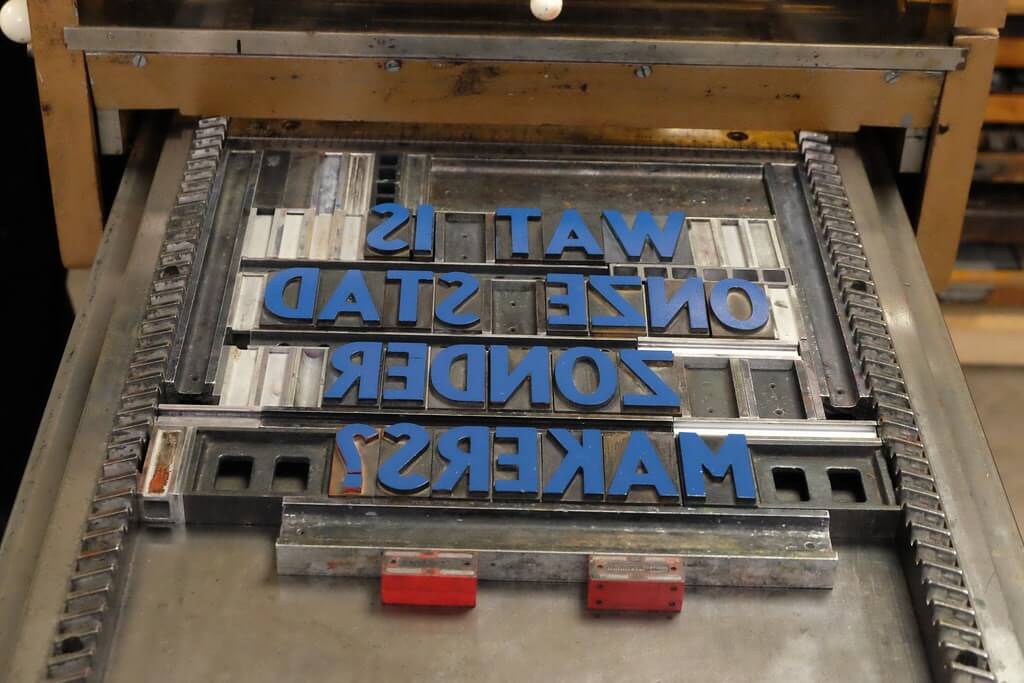 WAT IS
ONZE STAD
ZONDER
MAKERS?